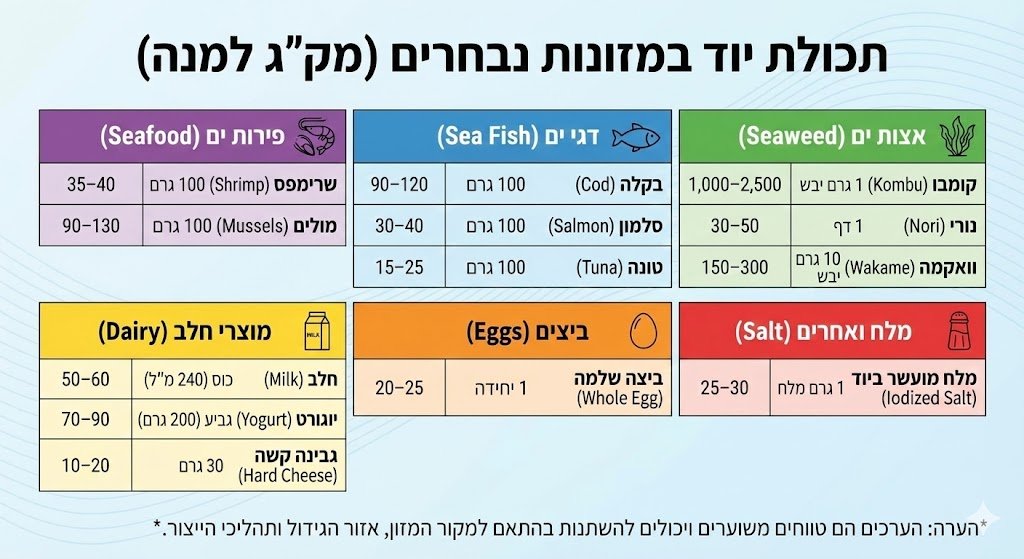 תכולת יוד במזונות נבחרים (מק"ג למנה)
אצות ים (Seaweed)
קומבו (Kombu) 1 גרם יבש 1,000–2,500
נורי (Nori) 1 דף 30–50
וואקמה (Wakame) 10 גרם יבש 150–300
דגי ים (Sea Fish)
בקלה (Cod) 100 גרם 90–120
סלמון (Salmon) 100 גרם 30–40
טונה (Tuna) 100 גרם 15–25
פירות ים (Seafood)
שרימפס (Shrimp) 100 גרם 35–40
מולים (Mussels) 100 גרם 90–130
מלח ואחרים (Salt)
מלח מועשר ביוד (Iodized Salt) 1 גרם מלח 25–30
ביצים (Eggs)
ביצה שלמה (Whole Egg) 1 יחידה 20–25
מוצרי חלב (Dairy)
MILK
חלב (Milk) כוס (240 מ"ל) 50–60
יוגורט (Yogurt) גביע (200 גרם) 70–90
גבינה קשה (Hard Cheese) 30 גרם 10–20
*הערה: הערכים הם טווחים משוערים ויכולים להשתנות בהתאם למקור המזון, אזור הגידול ותהליכי הייצור.*